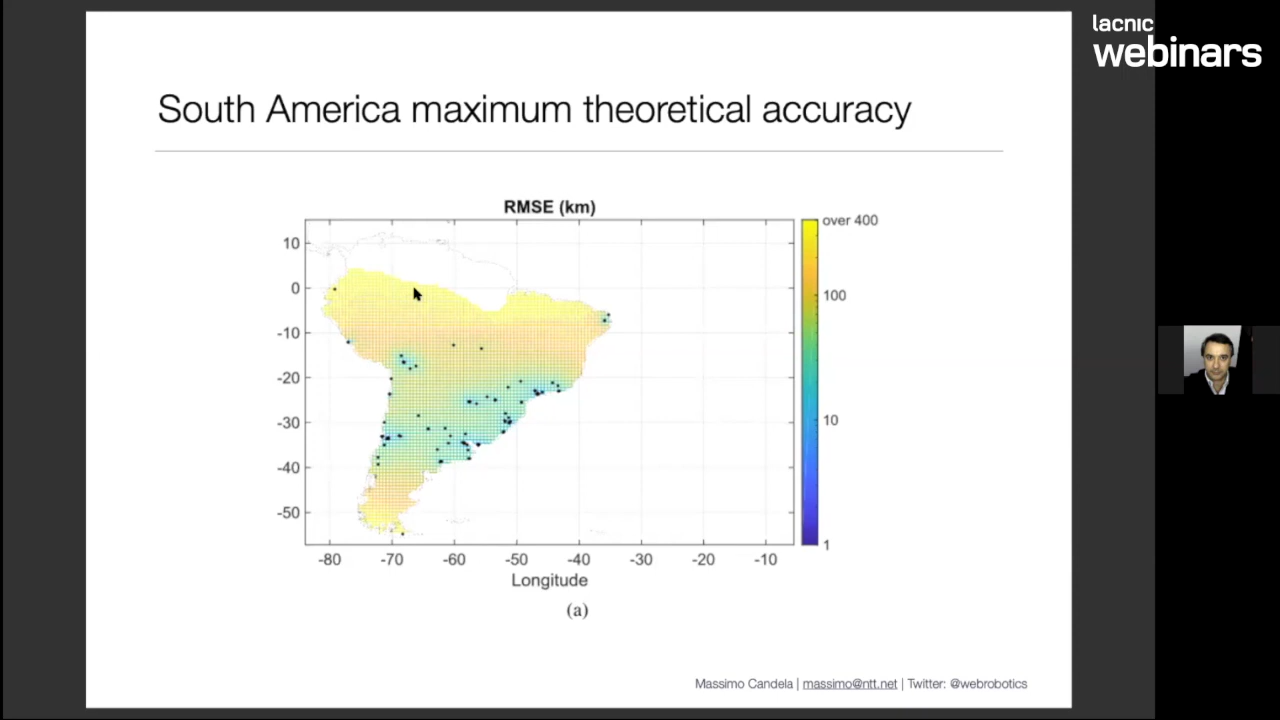 lacnic
webinars
South America maximum theoretical accuracy
RMSE (km)
over 400
100
10
1
10
0
-10
-20
-30
-40
-50
-80 -70 -60 -50 -40 -30 -20 -10
Longitude
(a)
Massimo Candela | massimo@ntt.net | Twitter: @webrobotics